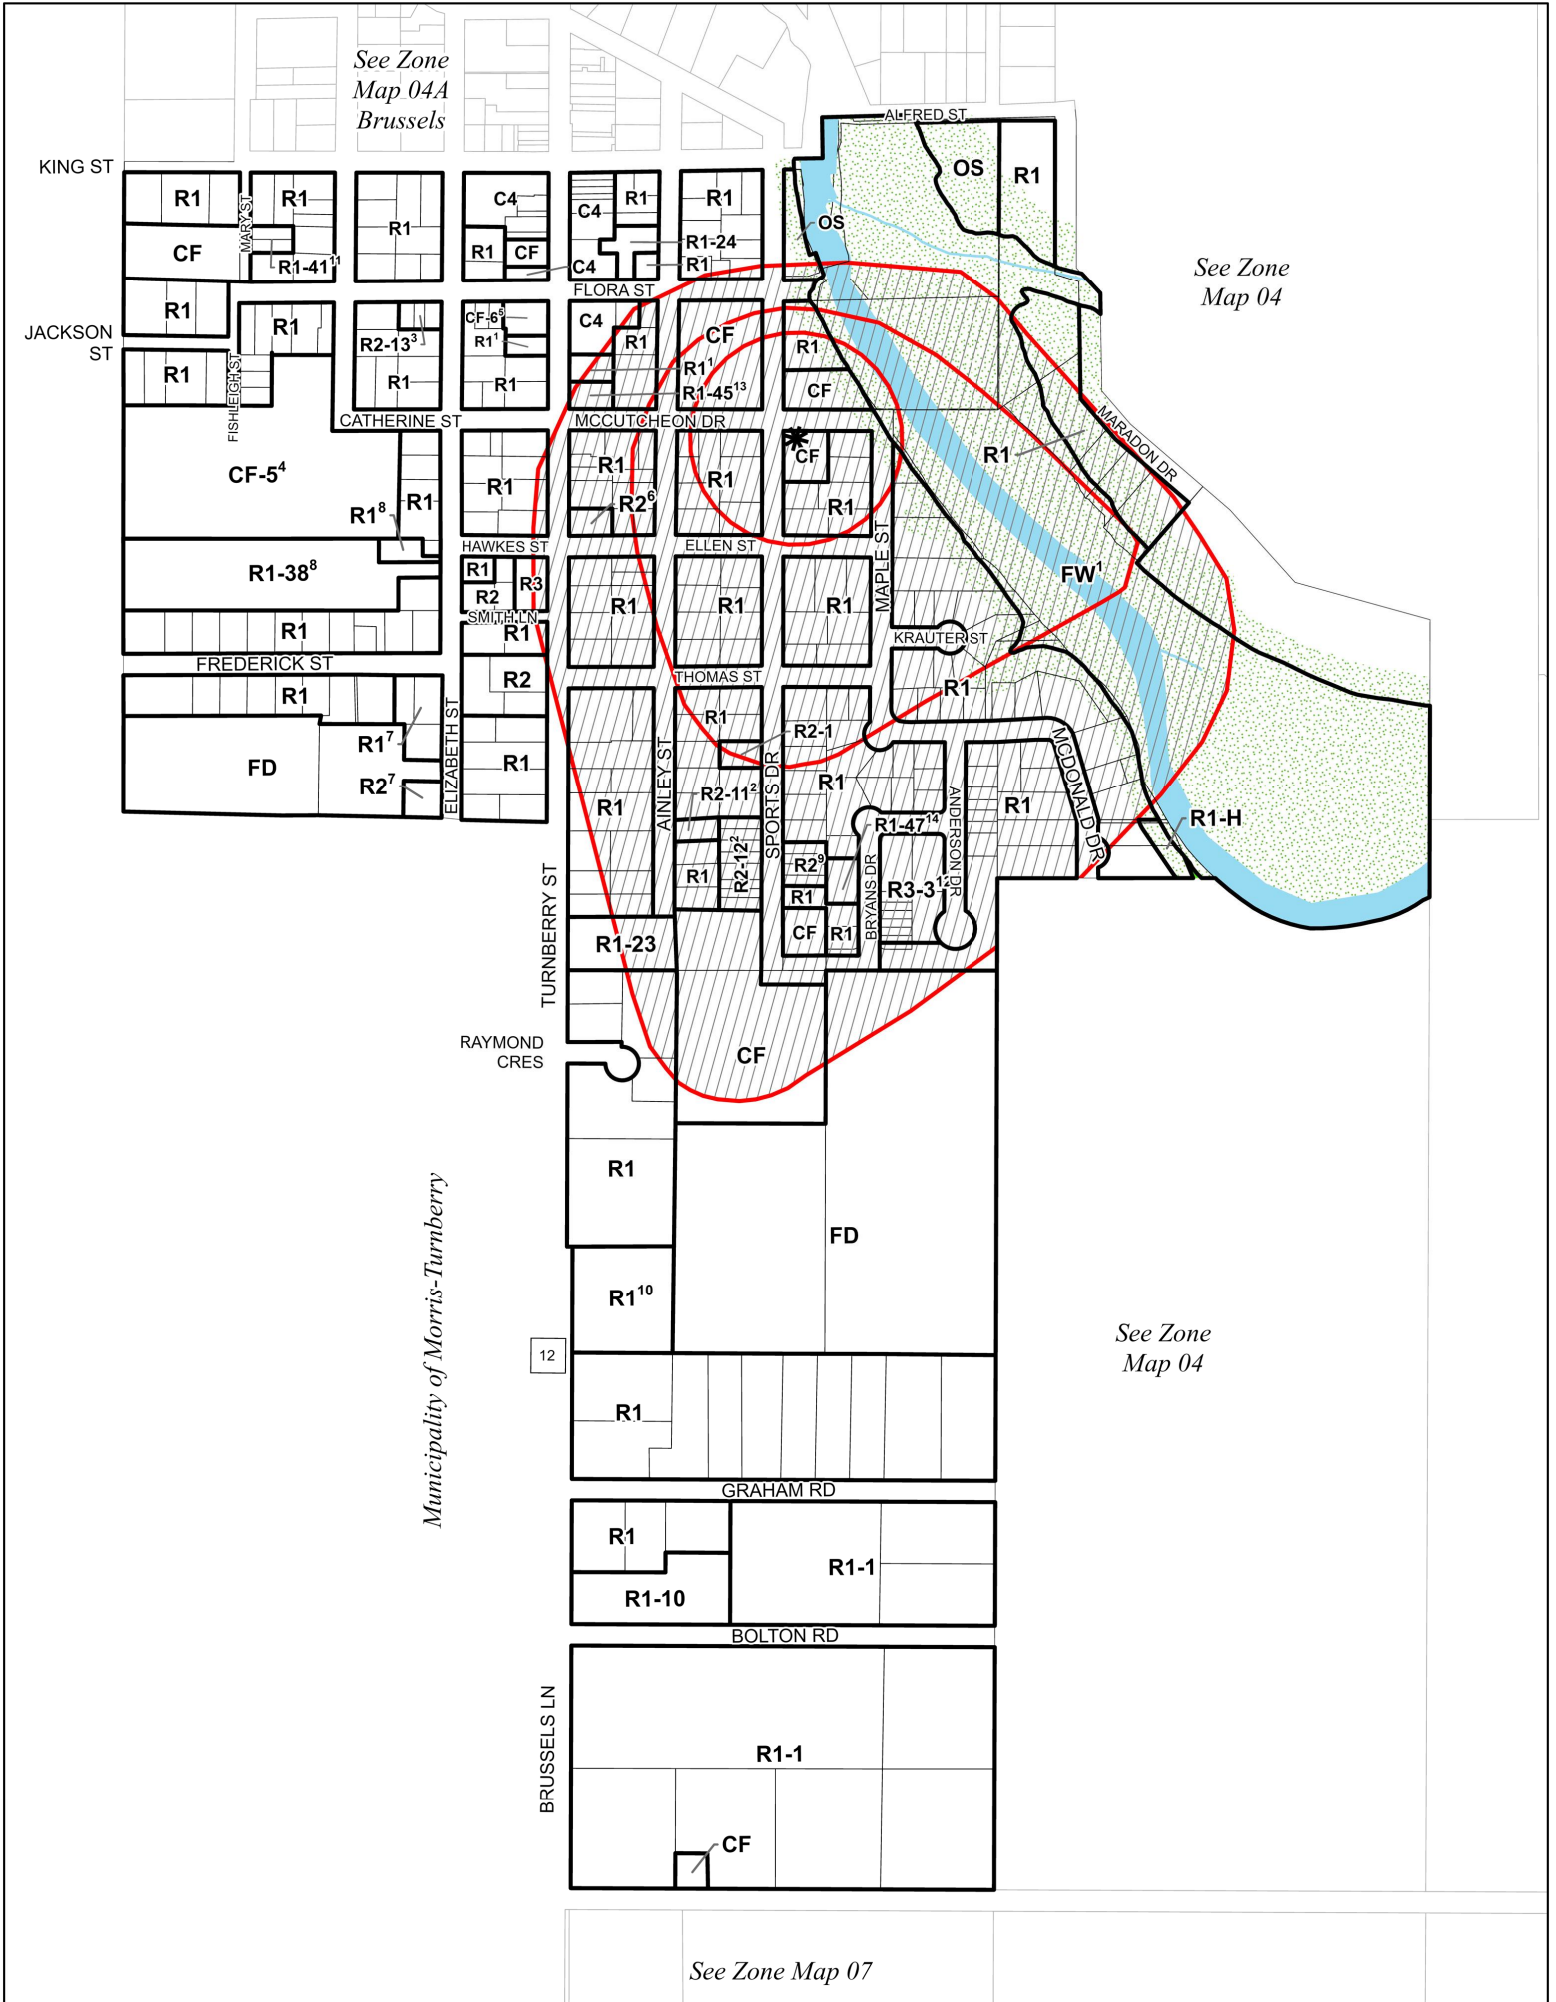 See Zone
Map 04A
Brussels
ALFRED ST
KING ST
R1
R1
R1
C4
C4
R1
R1
OS
R1
MARY ST
CF
R1-41¹¹
R1
CF
C4
R1-24
R1
OS
See Zone
Map 04
FLORA ST
R1
JACKSON
ST
R1
R2-13³
R1
CF-6⁵
R1¹
R1
C4
R1
CF
R1
R1¹
R1-45¹³
CF
R1
FISHLEIGH ST
CATHERINE ST
MCCUTCHEON DR
MARADON DR
CF-5⁴
R1
R1⁸
R1
R1
R2⁶
R1
CF
R1
R1
HAWKES ST
ELLEN ST
MAPLE ST
R1-38⁸
R1
R2
R3
R1
R1
R1
FW¹
SMITH LN
R1
R1
KRAUTER ST
FREDERICK ST
THOMAS ST
R1
R2
R1
R1
R1⁷
FD
R2⁷
ELIZABETH ST
R1
AINLEY ST
R2-1
SPORTS DR
R1
MCDONALD DR
R1
R2-11²
R2-12²
R1
R1-47¹⁴
ANDERSON DR
R1
R1-H
R2⁹
R1
BRYANS DR
R3-3¹²
CF
R1
TURNBERRY ST
R1-23
RAYMOND
CRES
CF
R1
Municipality of Morris-Turnberry
FD
R1¹⁰
12
See Zone
Map 04
R1
GRAHAM RD
R1
R1-1
R1-10
BOLTON RD
BRUSSELS LN
R1-1
CF
See Zone Map 07